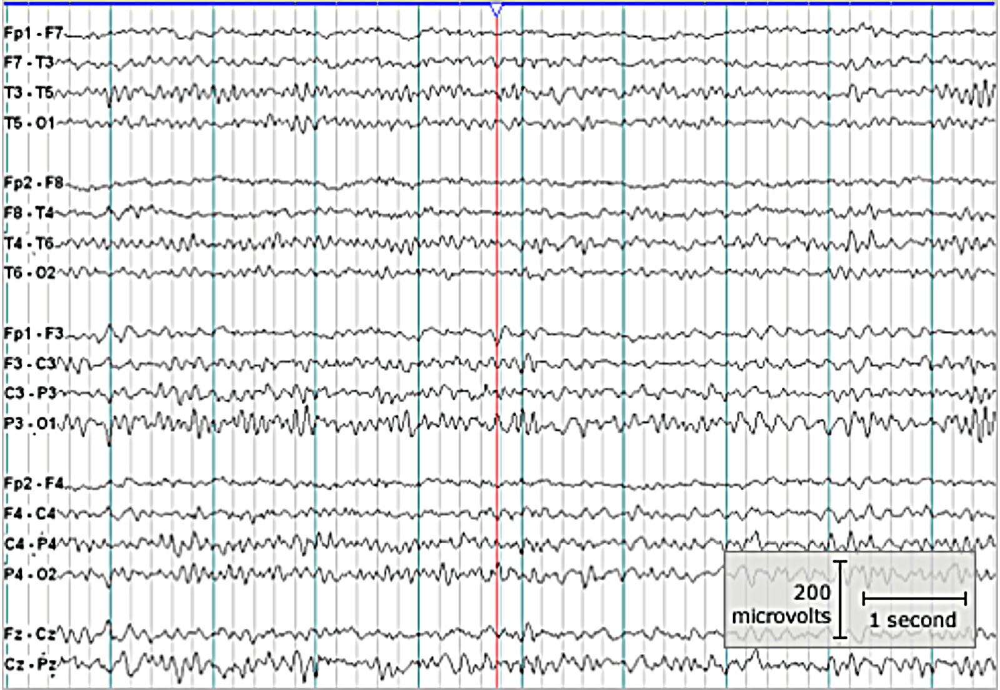 Fp1-F7
F7-T3
T3-T5
T5-O1
Fp2-F8
F8-T4
T4-T6
T6-O2
Fp1-F3
F3-C3
C3-P3
P3-O1
Fp2-F4
F4-C4
C4-P4
P4-O2
Fz-Cz
Cz-Pz
200
microvolts
1 second